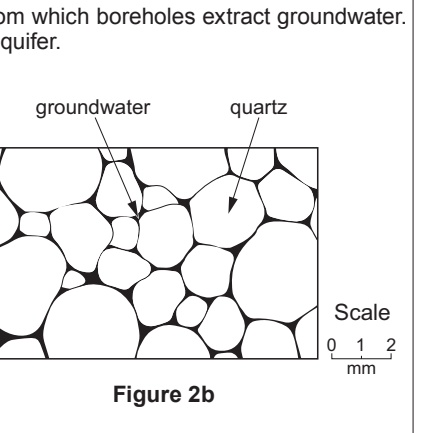 om which boreholes extract groundwater.
quifer.
groundwater quartz
Scale
0 1 2
mm
Figure 2b